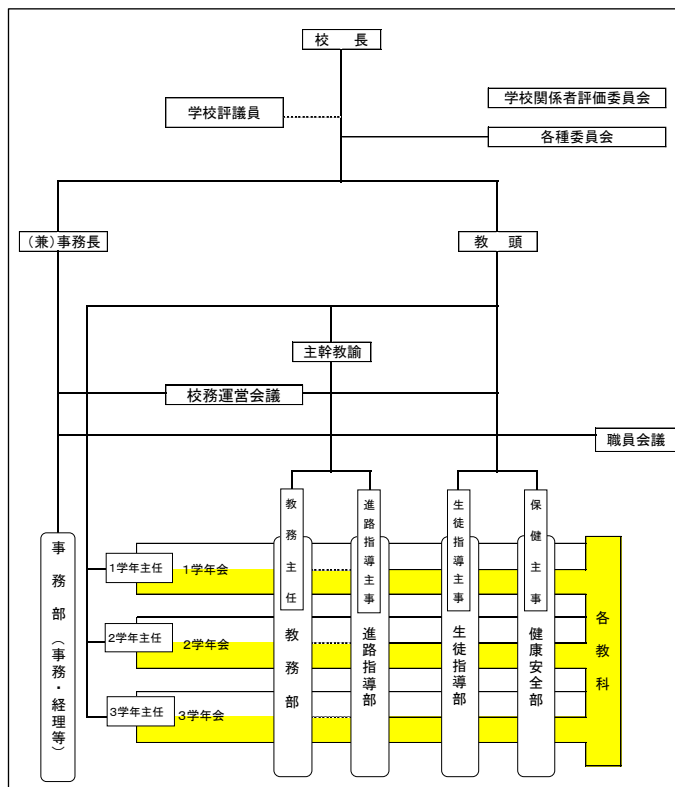 校　長
学校評議員
学校関係者評価委員会
各種委員会
(兼)事務長
教　頭
主幹教諭
校務運営会議
職員会議
教務主任
進路指導主事
生徒指導主事
保健主事
1学年主任
1学年会
2学年主任
2学年会
3学年主任
3学年会
事務部（事務・経理等）
教務部
進路指導部
生徒指導部
健康安全部
各教科